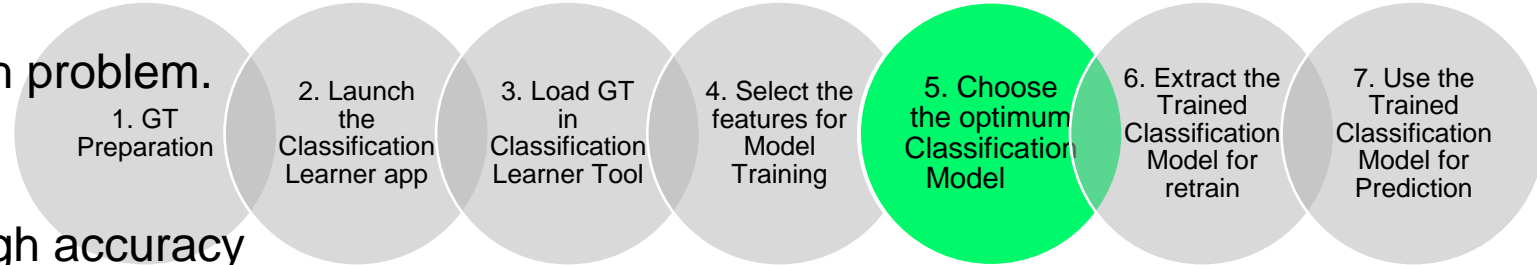 n problem.
1. GT
Preparation
2. Launch
the
Classification
Learner app
3. Load GT
in
Classification
Learner Tool
4. Select the
features for
Model
Training
5. Choose
the optimum
Classification
Model
6. Extract the
Trained
Classification
Model for
retrain
7. Use the
Trained
Classification
Model for
Prediction
gh accuracy